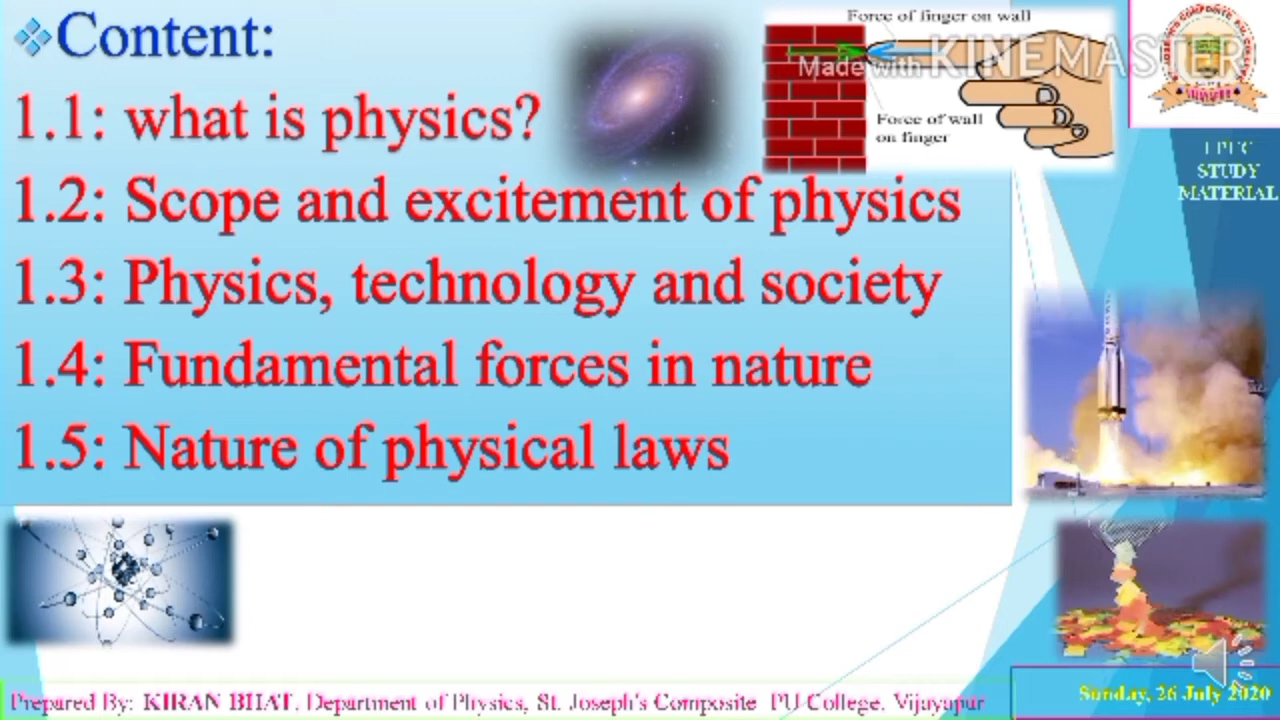 ❖Content:
1.1: what is physics?
1.2: Scope and excitement of physics
1.3: Physics, technology and society
1.4: Fundamental forces in nature
1.5: Nature of physical laws
Force of finger on wall
Made with KINEMASTER
Force of wall
on finger
I PUC
STUDY
MATERIAL
Prepared By: KIRAN BHAT, Department of Physics, St. Joseph's Composite PU College, Vijayapur
Sunday, 26 July 2020